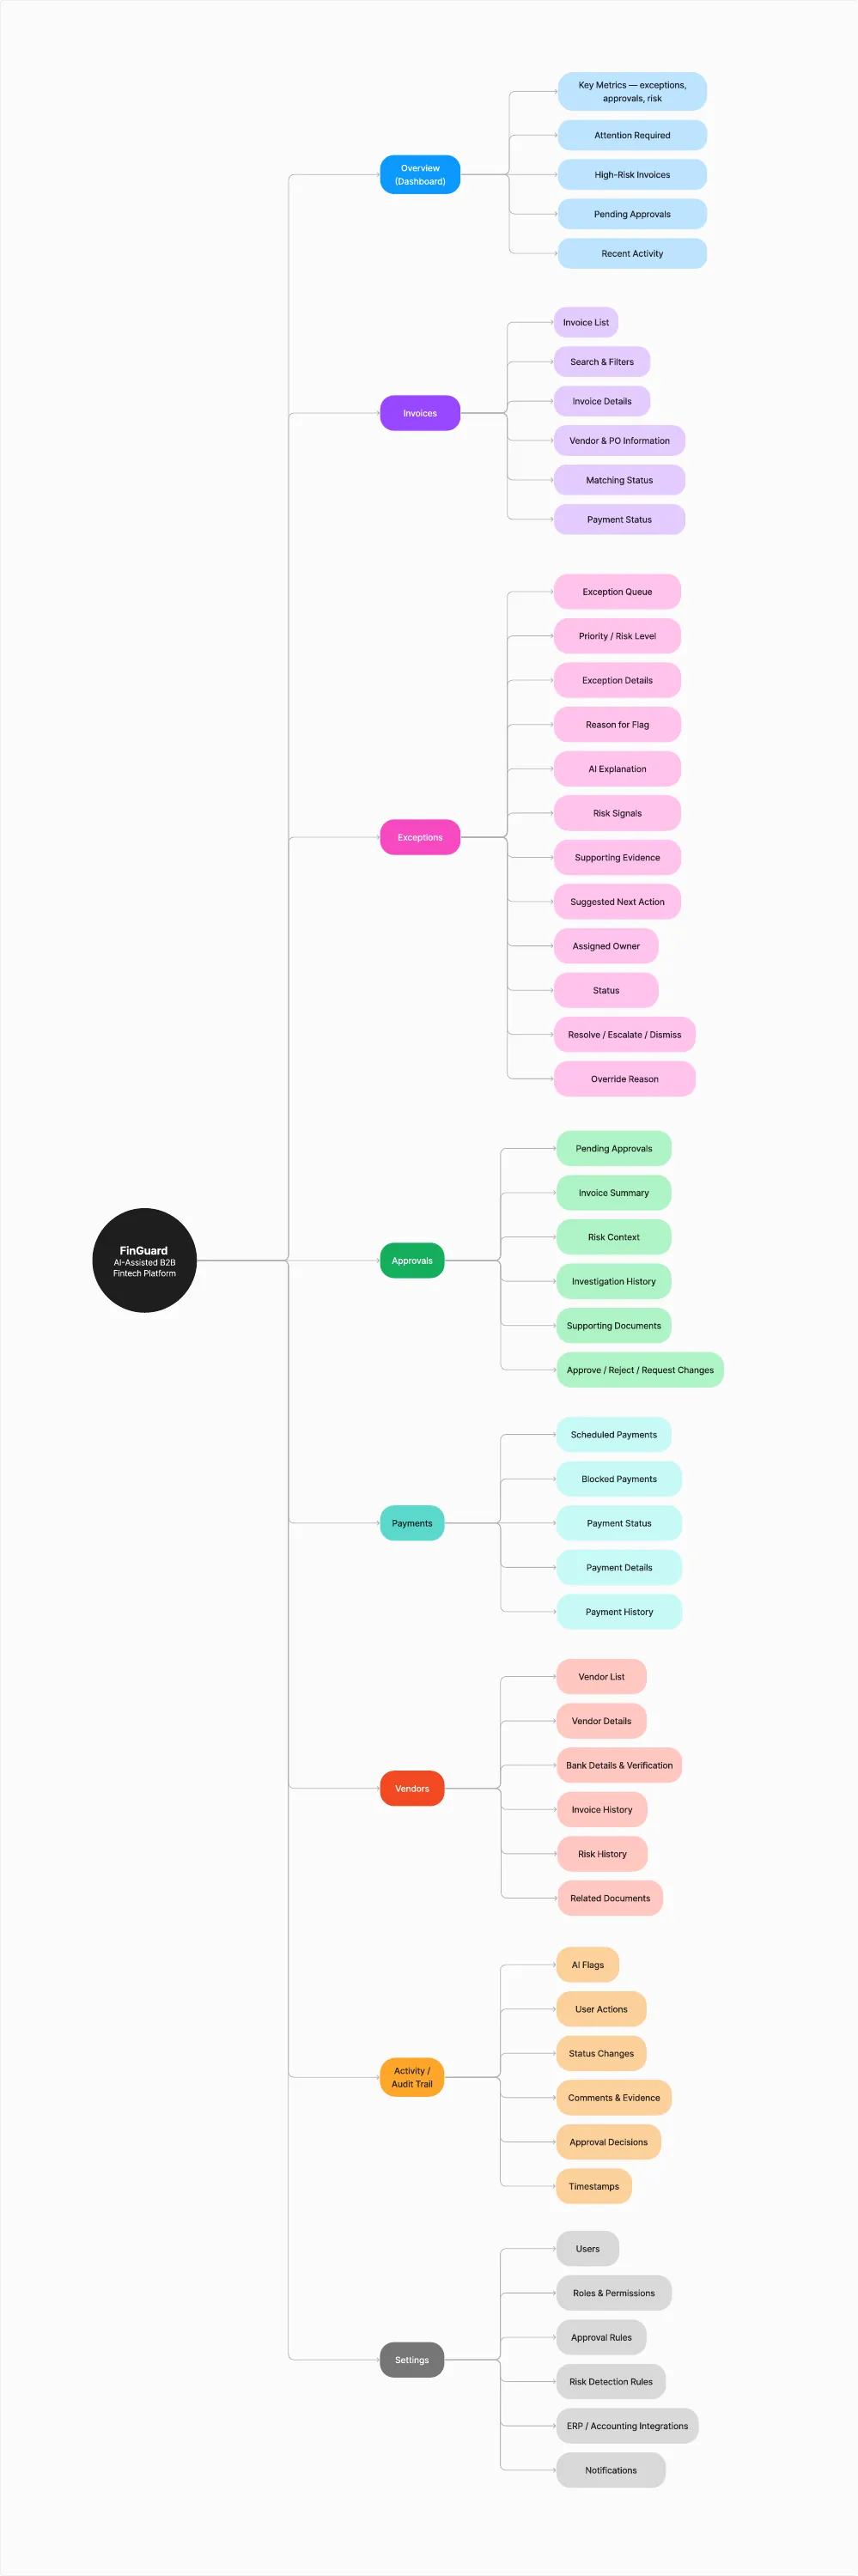 Key Metrics — exceptions,
approvals, risk
Attention Required
Overview
(Dashboard)
High-Risk Invoices
Pending Approvals
Recent Activity
Invoice List
Search & Filters
Invoice Details
Invoices
Vendor & PO Information
Matching Status
Payment Status
Exception Queue
Priority / Risk Level
Exception Details
Reason for Flag
AI Explanation
Risk Signals
Exceptions
Supporting Evidence
Suggested Next Action
Assigned Owner
Status
Resolve / Escalate / Dismiss
Override Reason
Pending Approvals
Invoice Summary
Risk Context
FinGuard
AI-Assisted B2B
Fintech Platform
Approvals
Investigation History
Supporting Documents
Approve / Reject / Request Changes
Scheduled Payments
Blocked Payments
Payments
Payment Status
Payment Details
Payment History
Vendor List
Vendor Details
Bank Details & Verification
Vendors
Invoice History
Risk History
Related Documents
AI Flags
User Actions
Status Changes
Activity /
Audit Trail
Comments & Evidence
Approval Decisions
Timestamps
Users
Roles & Permissions
Approval Rules
Settings
Risk Detection Rules
ERP / Accounting Integrations
Notifications